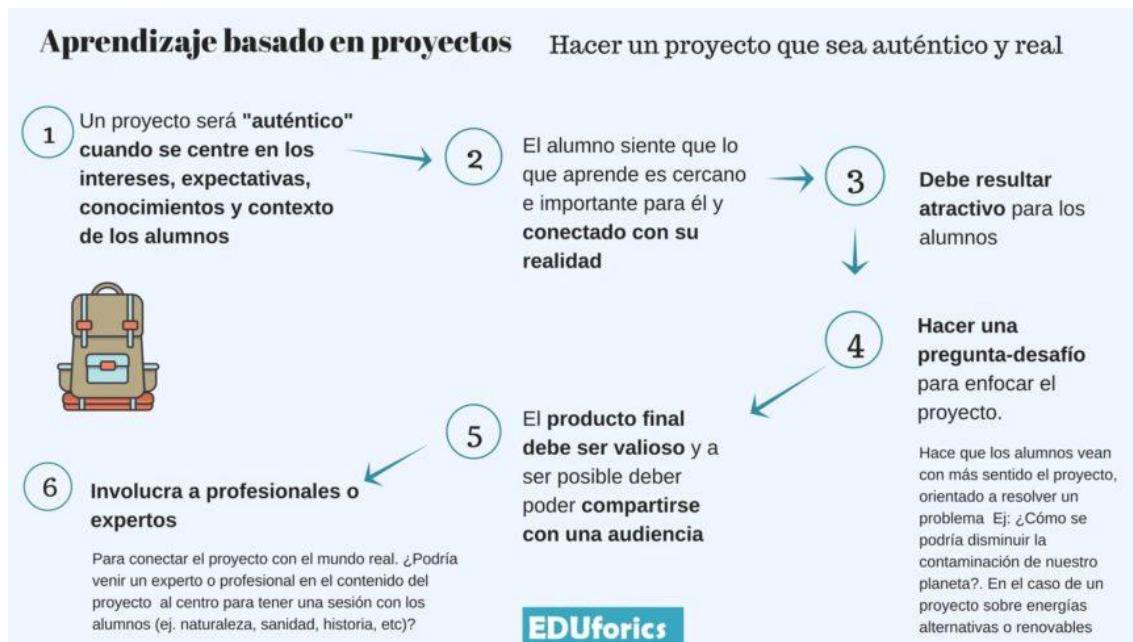 Aprendizaje basado en proyectos
Hacer un proyecto que sea auténtico y real
1
Un proyecto será "auténtico"
cuando se centre en los
intereses, expectativas,
conocimientos y contexto
de los alumnos
2
El alumno siente que lo
que aprende es cercano
e importante para él y
conectado con su
realidad
3
Debe resultar
atractivo para los
alumnos
4
Hacer una
pregunta-desafío
para enfocar el
proyecto.
Hace que los alumnos vean
con más sentido el proyecto,
orientado a resolver un
problema Ej: ¿Cómo se
podría disminuir la
contaminación de nuestro
planeta?. En el caso de un
proyecto sobre energías
alternativas o renovables
5
El producto final
debe ser valioso y a
ser posible deber
poder compartirse
con una audiencia
6
Involucra a profesionales o
expertos
Para conectar el proyecto con el mundo real. ¿Podría
venir un experto o profesional en el contenido del
proyecto al centro para tener una sesión con los
alumnos (ej. naturaleza, sanidad, historia, etc)?
EDUforics